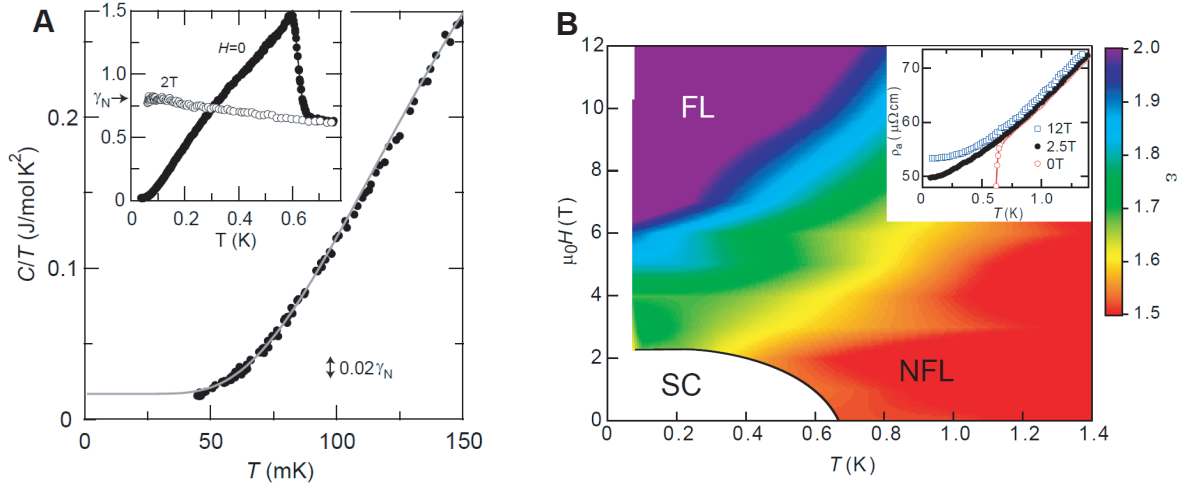 A
C/T (J/mol K²)
0.2
0.1
0
0
50
100
150
T (mK)
0.02γN
1.5
1
0.5
0
γN
H=0
2T
0
0.2
0.4
0.6
T (K)
B
12
10
8
6
4
2
0
μ0H (T)
FL
SC
NFL
0
0.2
0.4
0.6
0.8
1.0
1.2
1.4
T (K)
70
60
50
ρa ( μΩcm)
12T
2.5T
0T
0
0.5
1.0
T (K)
2.0
1.9
1.8
1.7
1.6
1.5
ε